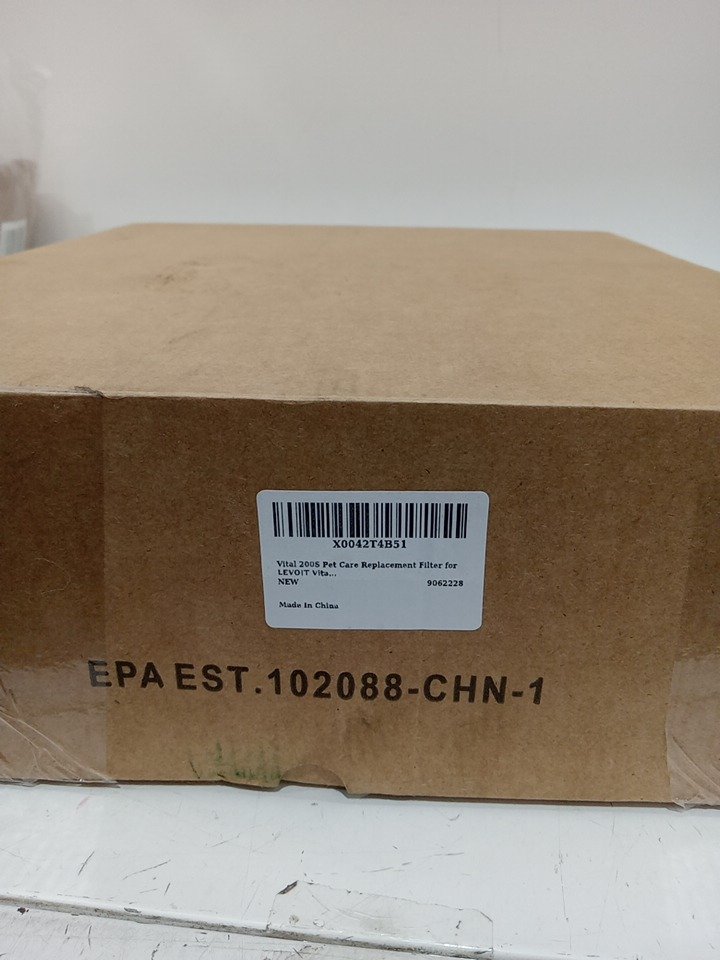 X0042T4B51
Vital 200S Pet Care Replacement Filter for
LEVOIT Vita...
NEW 9062228
Made In China
EPA EST.102088-CHN-1